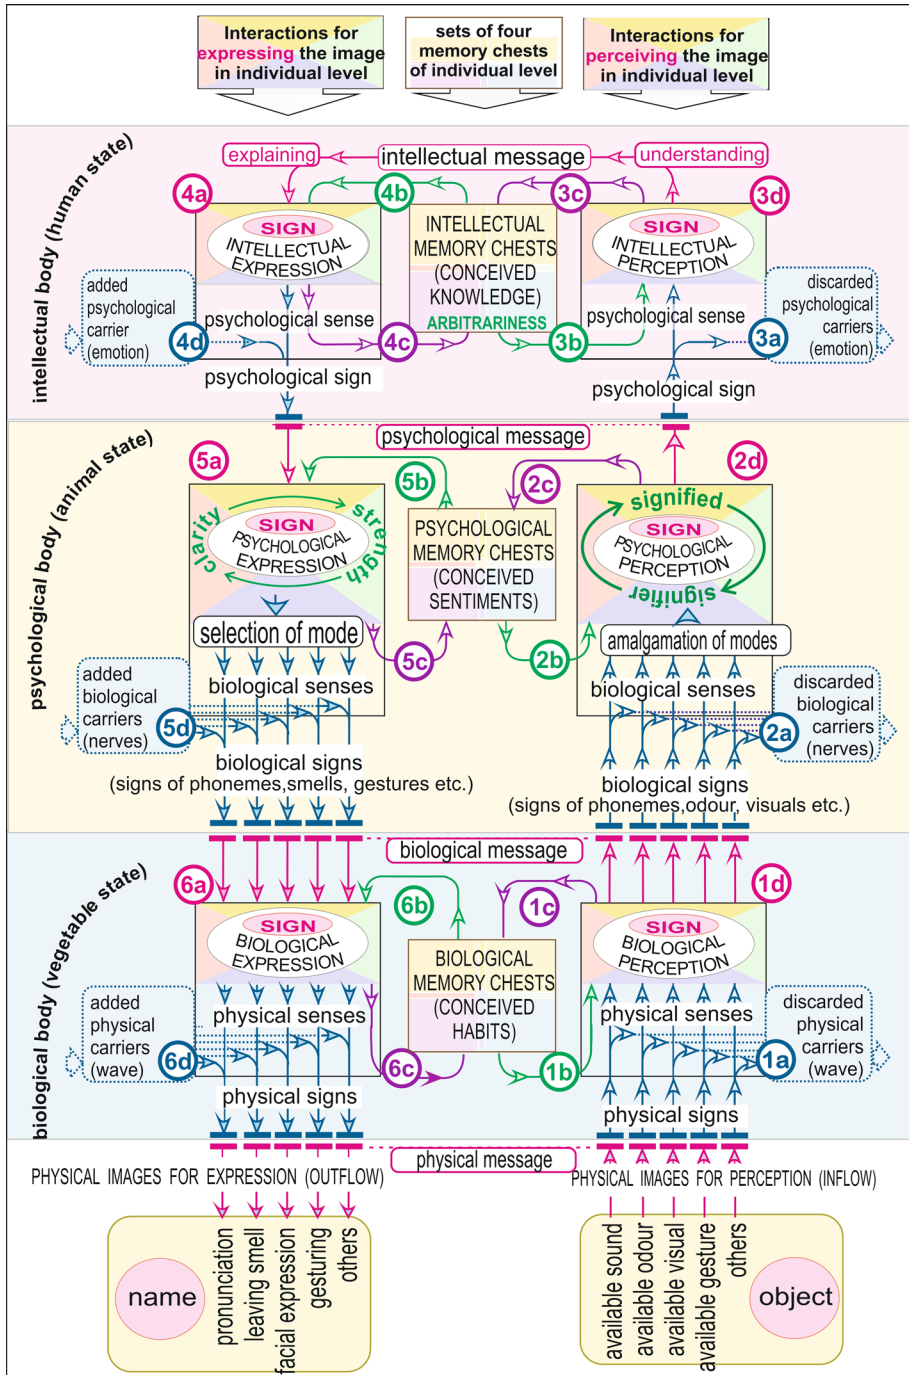 Interactions for
expressing the image
in individual level
sets of four
memory chests
of individual level
Interactions for
perceiving the image
in individual level
intellectual body (human state)
explaining
intellectual message
understanding
4a
4b
3c
3d
SIGN
INTELLECTUAL
EXPRESSION
INTELLECTUAL
MEMORY CHESTS
(CONCEIVED
KNOWLEDGE)
ARBITRARINESS
SIGN
INTELLECTUAL
PERCEPTION
added
psychological
carrier
(emotion)
4d
psychological sense
4c
3b
psychological sense
3a
discarded
psychological
carriers
(emotion)
psychological sign
psychological sign
psychological body (animal state)
psychological message
5a
5b
2c
2d
clarity
strength
SIGN
PSYCHOLOGICAL
EXPRESSION
PSYCHOLOGICAL
MEMORY CHESTS
(CONCEIVED
SENTIMENTS)
signified
SIGN
PSYCHOLOGICAL
PERCEPTION
signifier
selection of mode
5c
2b
amalgamation of modes
added
biological
carriers
(nerves)
5d
biological senses
biological senses
2a
discarded
biological
carriers
(nerves)
biological signs
(signs of phonemes,smells, gestures etc.)
biological signs
(signs of phonemes,odour, visuals etc.)
biological body (vegetable state)
biological message
6a
6b
1c
1d
SIGN
BIOLOGICAL
EXPRESSION
BIOLOGICAL
MEMORY CHESTS
(CONCEIVED
HABITS)
SIGN
BIOLOGICAL
PERCEPTION
added
physical
carriers
(wave)
6d
physical senses
6c
1b
physical senses
1a
discarded
physical
carriers
(wave)
physical signs
physical signs
physical message
PHYSICAL IMAGES FOR EXPRESSION (OUTFLOW)
PHYSICAL IMAGES FOR PERCEPTION (INFLOW)
name
pronunciation
leaving smell
facial expression
gesturing
others
available sound
available odour
available visual
available gesture
others
object